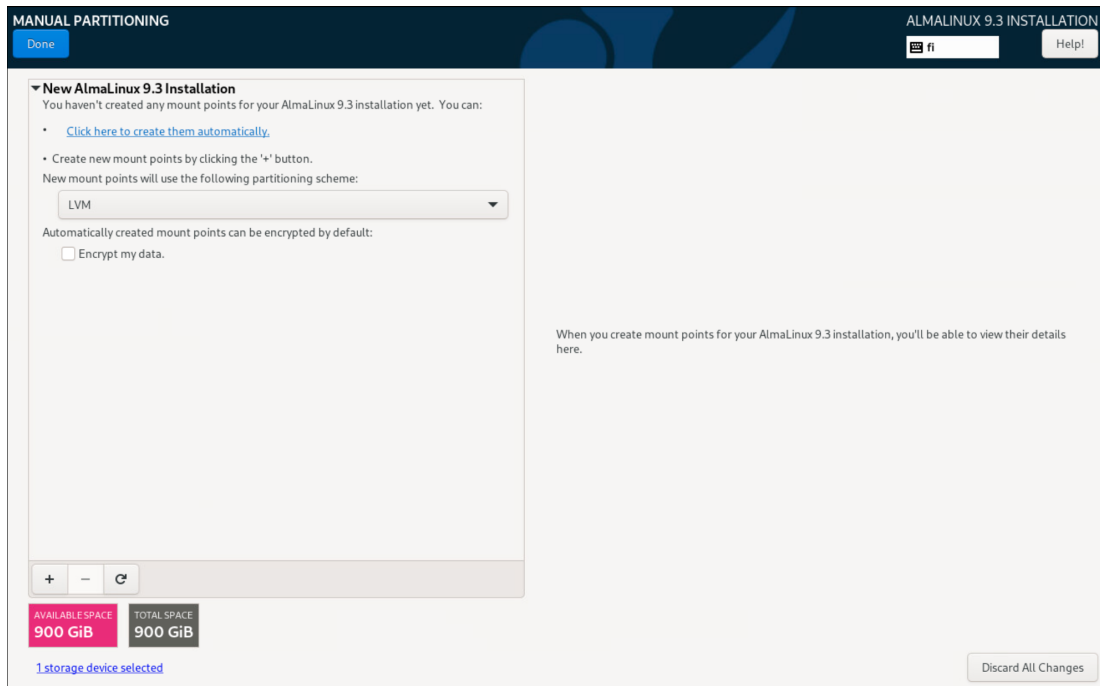 MANUAL PARTITIONING
ALMALINUX 9.3 INSTALLATION
Done
fi
Help!
New AlmaLinux 9.3 Installation
You haven't created any mount points for your AlmaLinux 9.3 installation yet. You can:
• Click here to create them automatically.
• Create new mount points by clicking the '+' button.
New mount points will use the following partitioning scheme:
LVM
Automatically created mount points can be encrypted by default:
Encrypt my data.
When you create mount points for your AlmaLinux 9.3 installation, you'll be able to view their details
here.
+ −
AVAILABLE SPACE
900 GiB
TOTAL SPACE
900 GiB
1 storage device selected
Discard All Changes